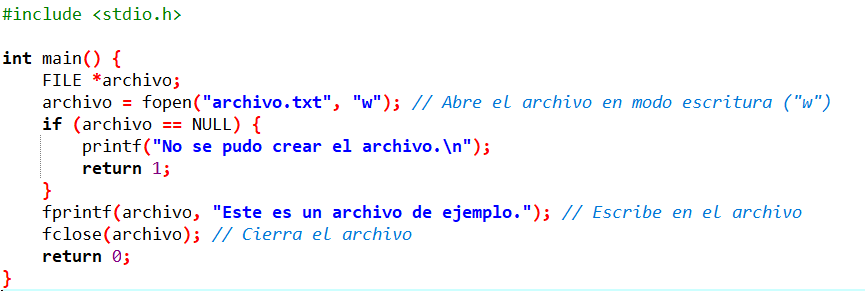 #include <stdio.h>
int main() {
FILE *archivo;
archivo = fopen("archivo.txt", "w"); // Abre el archivo en modo escritura ("w")
if (archivo == NULL) {
printf("No se pudo crear el archivo.\n");
return 1;
}
fprintf(archivo, "Este es un archivo de ejemplo."); // Escribe en el archivo
fclose(archivo); // Cierra el archivo
return 0;
}